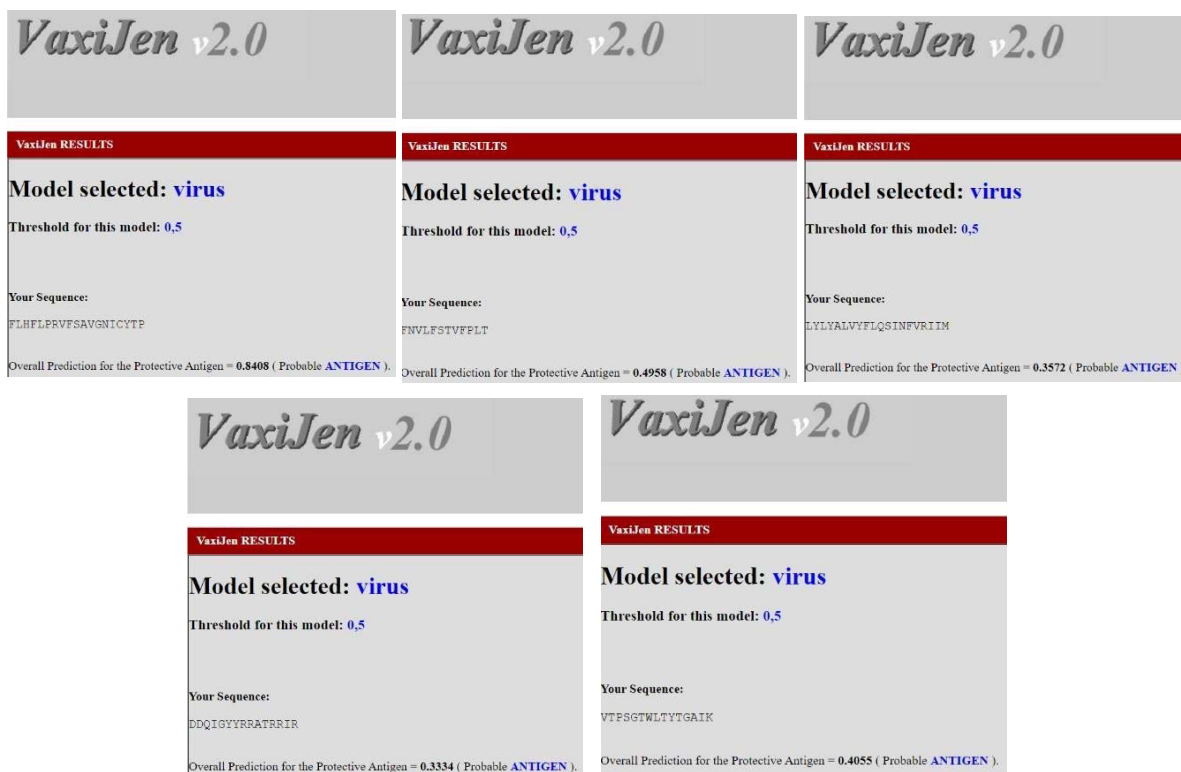 VaxiJen v2.0
VaxiJen RESULTS
Model selected: virus
Threshold for this model: 0,5
Your Sequence:
FLHFLPRVFSAVGNICYTP
Overall Prediction for the Protective Antigen = 0.8408 ( Probable ANTIGEN ).
VaxiJen v2.0
VaxiJen RESULTS
Model selected: virus
Threshold for this model: 0,5
Your Sequence:
FNVLFSTVFPLT
Overall Prediction for the Protective Antigen = 0.4958 ( Probable ANTIGEN ).
VaxiJen v2.0
VaxiJen RESULTS
Model selected: virus
Threshold for this model: 0,5
Your Sequence:
LYLYALVYFLQSINFVRIIM
Overall Prediction for the Protective Antigen = 0.3572 ( Probable ANTIGEN
VaxiJen v2.0
VaxiJen RESULTS
Model selected: virus
Threshold for this model: 0,5
Your Sequence:
DDQIGYYRRATRRIR
Overall Prediction for the Protective Antigen = 0.3334 ( Probable ANTIGEN ).
VaxiJen v2.0
VaxiJen RESULTS
Model selected: virus
Threshold for this model: 0,5
Your Sequence:
VTPSGTWLTYTGAIK
Overall Prediction for the Protective Antigen = 0.4055 ( Probable ANTIGEN ).